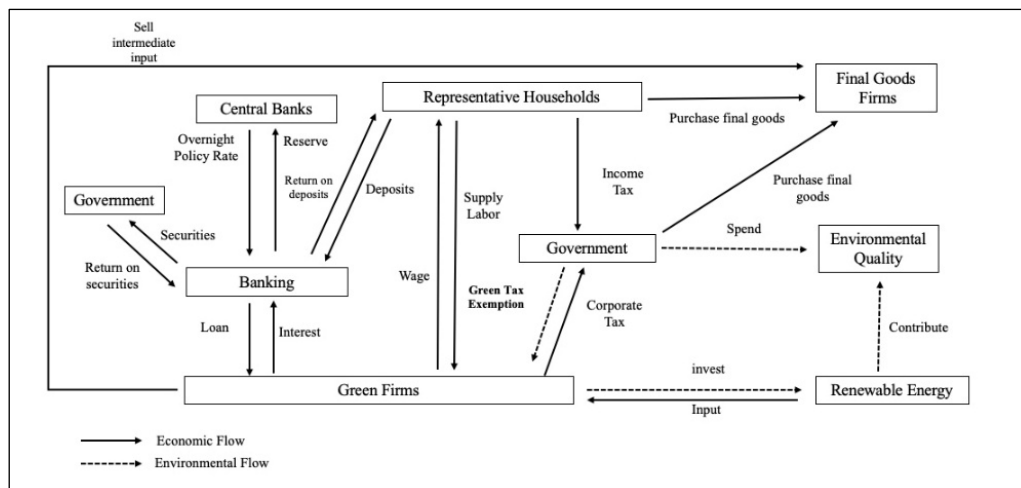 Sell
intermediate
input
Final Goods
Firms
Representative Households
Central Banks
Purchase final goods
Overnight
Policy Rate
Reserve
Return on
deposits
Deposits
Income
Tax
Purchase final
goods
Government
Supply
Labor
Securities
Government
Spend
Environmental
Quality
Return on
securities
Banking
Wage
Green Tax
Exemption
Corporate
Tax
Loan
Interest
Contribute
Green Firms
invest
Renewable Energy
Input
Economic Flow
Environmental Flow